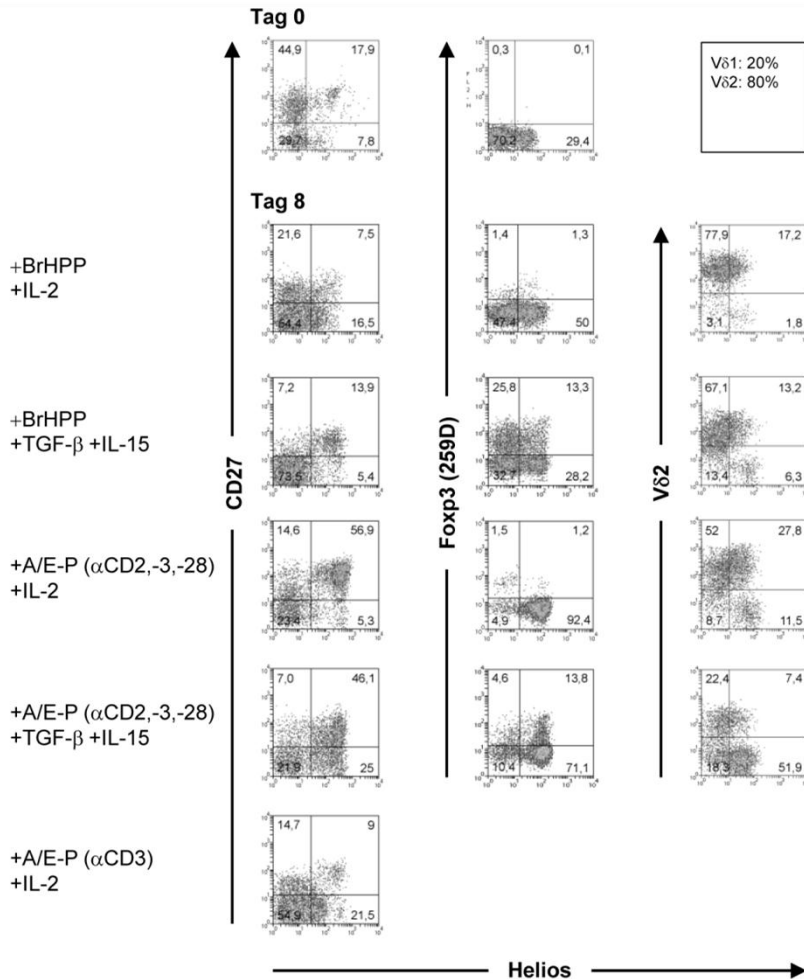 Tag 0
44,9 17,9
29,7 7,8
0,3 0,1
70,2 29,4
Vδ1: 20%
Vδ2: 80%
Tag 8
+BrHPP
+IL-2
21,6 7,5
64,4 16,5
1,4 1,3
47,4 50
77,9 17,2
3,1 1,8
+BrHPP
+TGF-β +IL-15
7,2 13,9
73,5 5,4
25,8 13,3
32,7 28,2
67,1 13,2
13,4 6,3
CD27
Foxp3 (259D)
Vδ2
+A/E-P (αCD2,-3,-28)
+IL-2
14,6 56,9
23,4 5,3
1,5 1,2
4,9 92,4
52 27,8
8,7 11,5
+A/E-P (αCD2,-3,-28)
+TGF-β +IL-15
7,0 46,1
21,9 25
4,6 13,8
10,4 71,1
22,4 7,4
18,3 51,9
+A/E-P (αCD3)
+IL-2
14,7 9
54,9 21,5
Helios